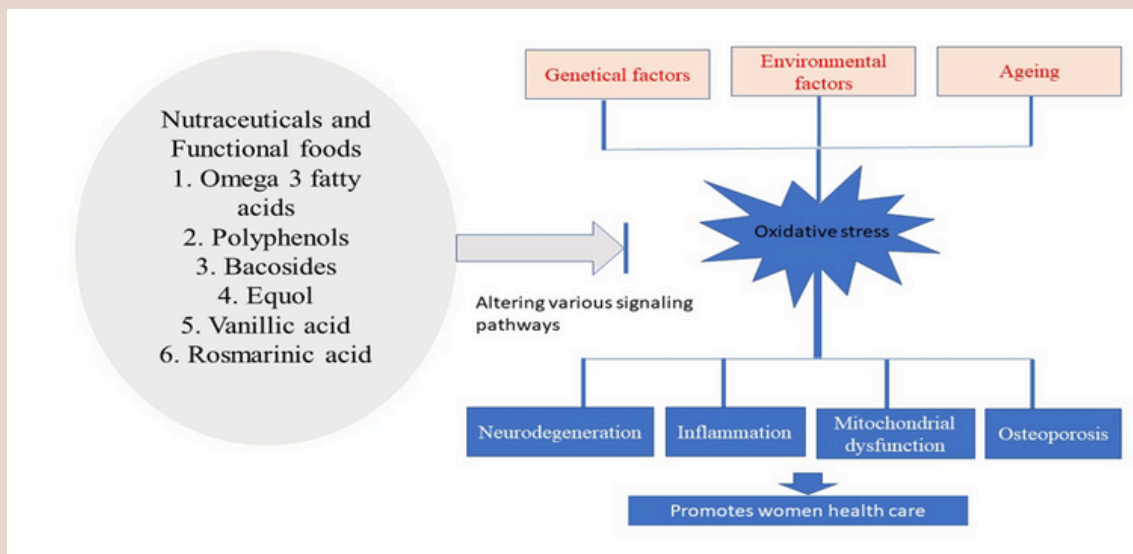 Nutraceuticals and
Functional foods
1. Omega 3 fatty
acids
2. Polyphenols
3. Bacosides
4. Equol
5. Vanillic acid
6. Rosmarinic acid
Altering various signaling
pathways
Genetical factors
Environmental
factors
Ageing
Oxidative stress
Neurodegeneration
Inflammation
Mitochondrial
dysfunction
Osteoporosis
Promotes women health care